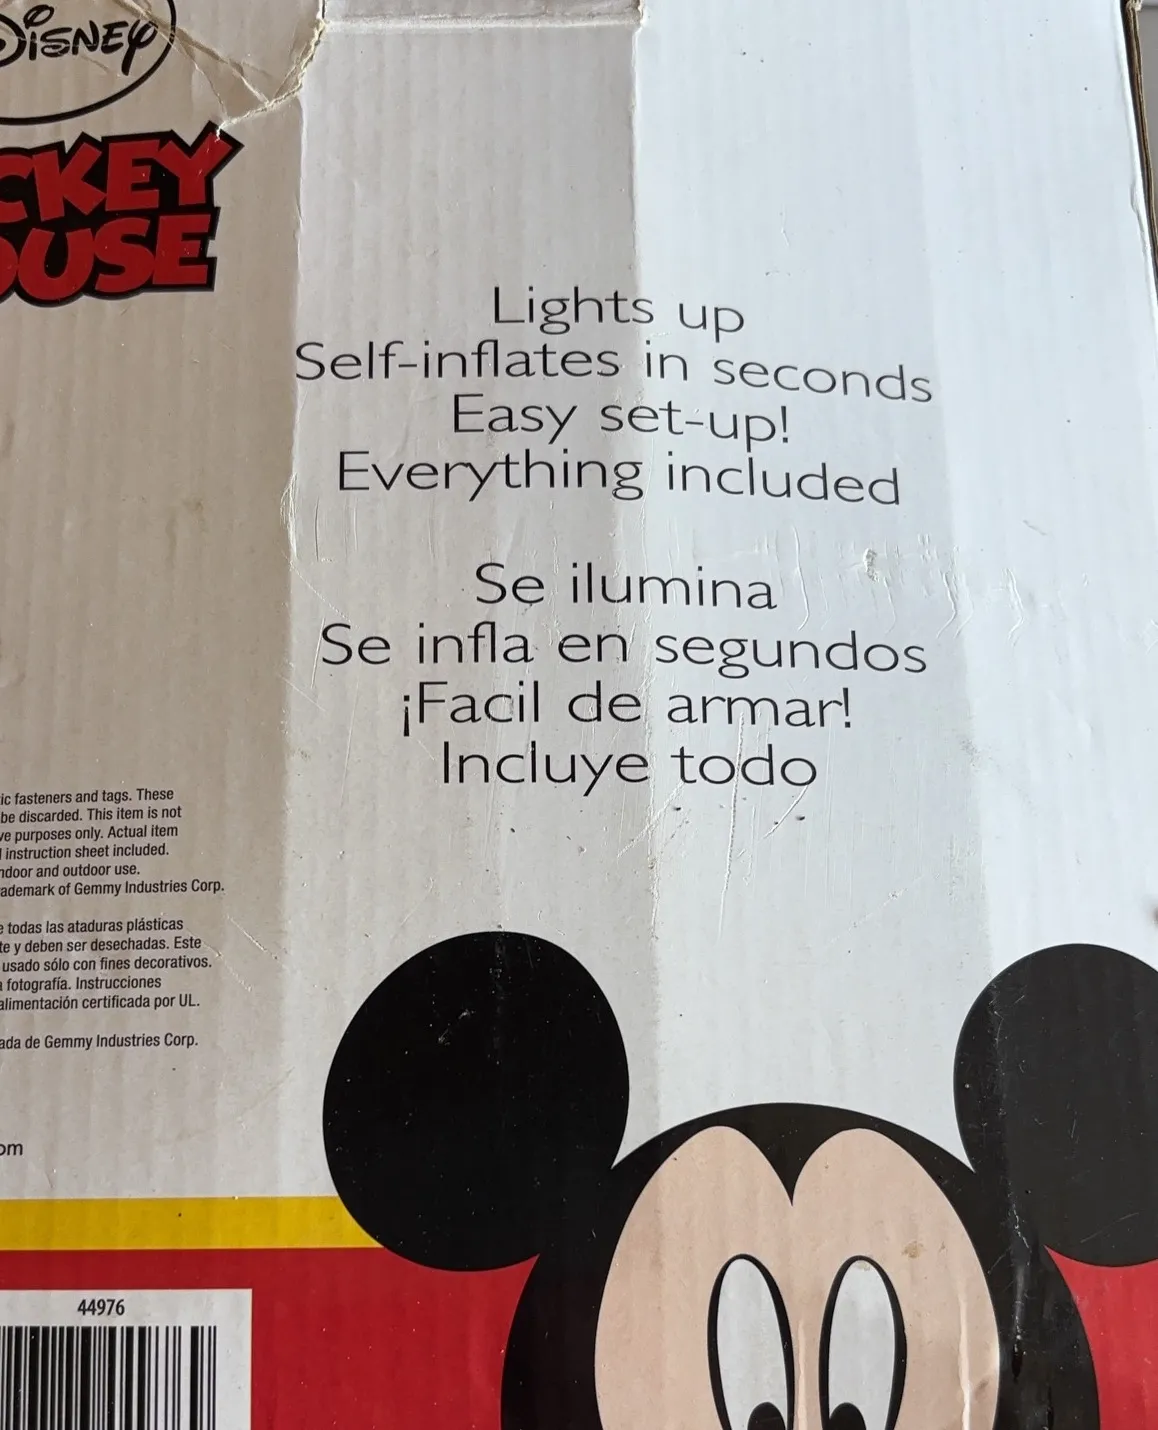 DISNEY
CKEY
OUSE
Lights up
Self-inflates in seconds
Easy set-up!
Everything included
Se ilumina
Se infla en segundos
¡Facil de armar!
Incluye todo
ic fasteners and tags. These
be discarded. This item is not
ve purposes only. Actual item
instruction sheet included.
ndoor and outdoor use.
ademark of Gemmy Industries Corp.
e todas las ataduras plásticas
te y deben ser desechadas. Este
usado sólo con fines decorativos.
a fotografía. Instrucciones
alimentación certificada por UL.
ada de Gemmy Industries Corp.
om
44976